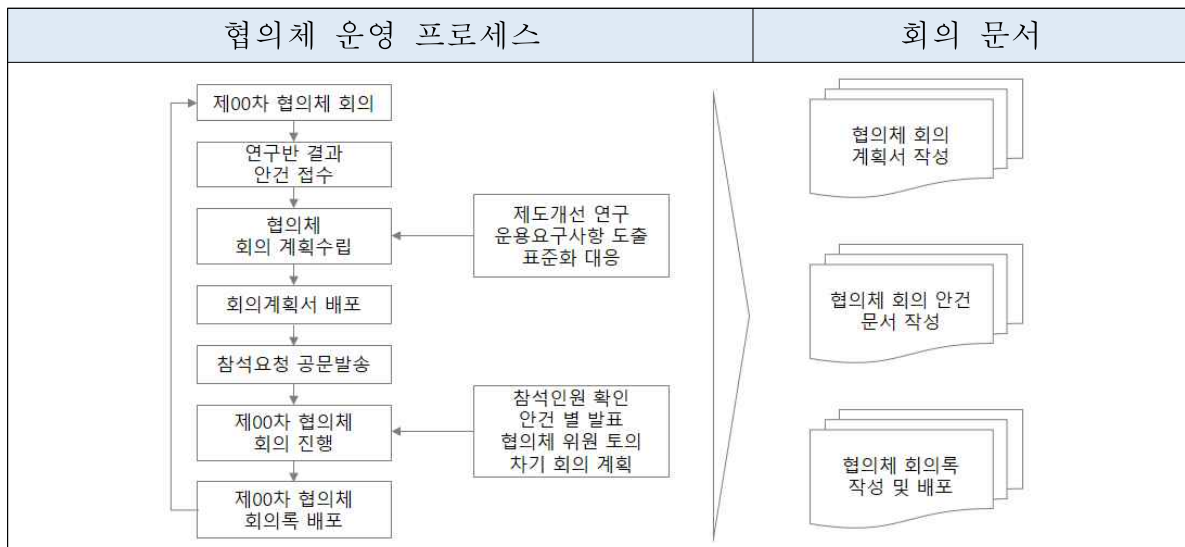 협의체 운영 프로세스
회의 문서
제00차 협의체 회의
연구반 결과
안건 접수
협의체
회의 계획수립
제도개선 연구
운용요구사항 도출
표준화 대응
회의계획서 배포
참석요청 공문발송
제00차 협의체
회의 진행
참석인원 확인
안건 별 발표
협의체 위원 토의
차기 회의 계획
제00차 협의체
회의록 배포
협의체 회의
계획서 작성
협의체 회의 안건
문서 작성
협의체 회의록
작성 및 배포